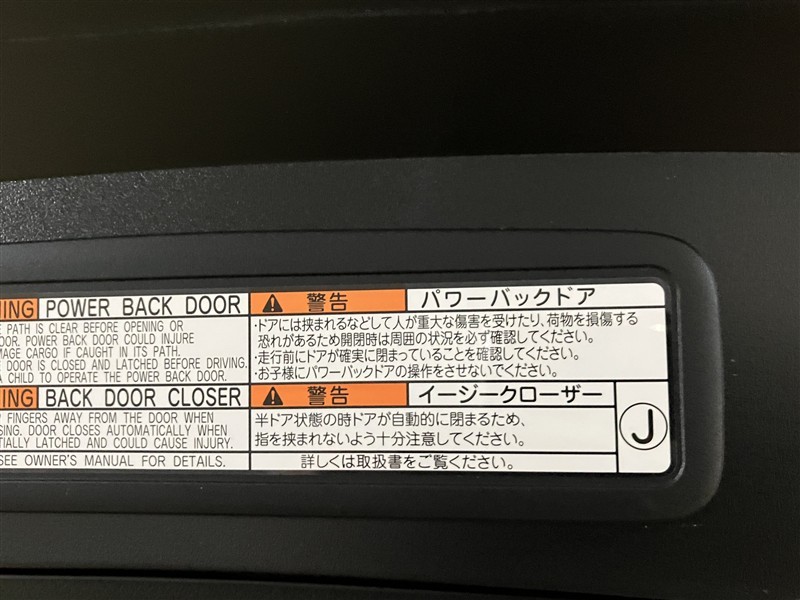 POWER BACK DOOR
PATH IS CLEAR BEFORE OPENING OR
POWER BACK DOOR COULD INJURE
CARGO IF CAUGHT IN ITS PATH.
DOOR IS CLOSED AND LATCHED BEFORE DRIVING.
A CHILD TO OPERATE THE POWER BACK DOOR.
BACK DOOR CLOSER
FINGERS AWAY FROM THE DOOR WHEN
DOOR CLOSES AUTOMATICALLY WHEN
LATCHED AND COULD CAUSE INJURY.
SEE OWNER'S MANUAL FOR DETAILS.
警告 パワーバックドア
・ドアには挟まれるなどして人が重大な傷害を受けたり、荷物を損傷する
恐れがあるため開閉時は周囲の状況を必ず確認してください。
・走行前にドアが確実に閉まっていることを確認してください。
・お子様にパワーバックドアの操作をさせないでください。
警告 イージークローザー
半ドア状態の時ドアが自動的に閉まるため、
指を挟まれないよう十分注意してください。
詳しくは取扱書をご覧ください。
J